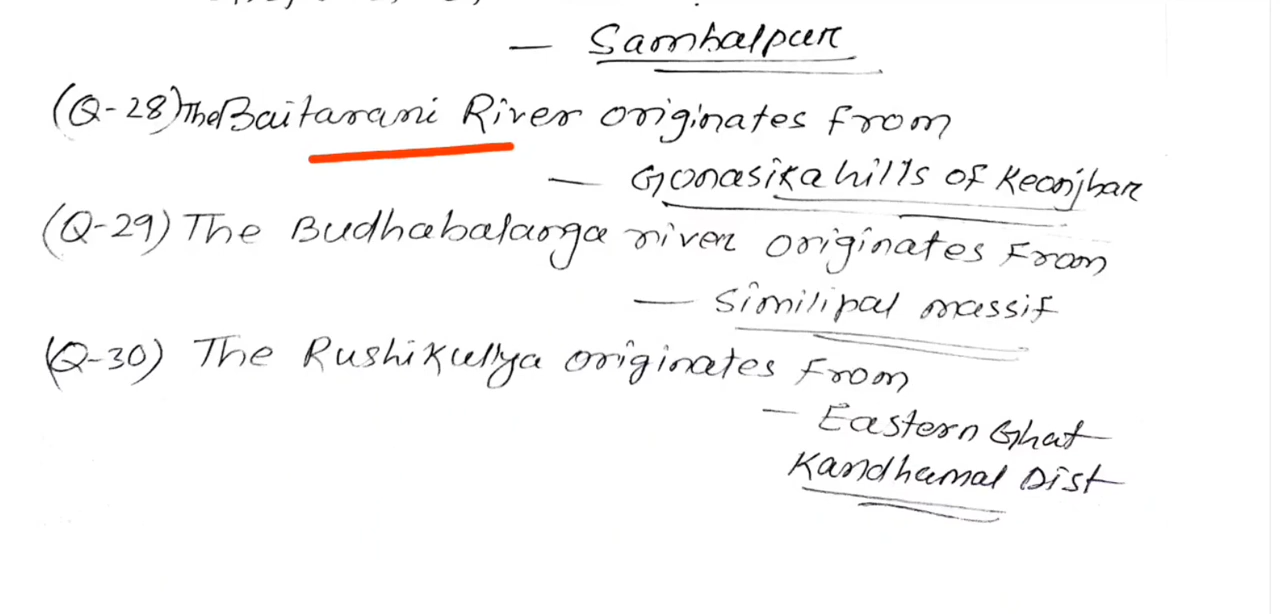 — Sambalpur
(Q-28) The Baitarani River originates from
— Gonasika hills of Keonjhar
(Q-29) The Budhabalanga river originates From
— Similipal massif
(Q-30) The Rushikullya originates From
— Eastern Ghat
Kandhamal Dist